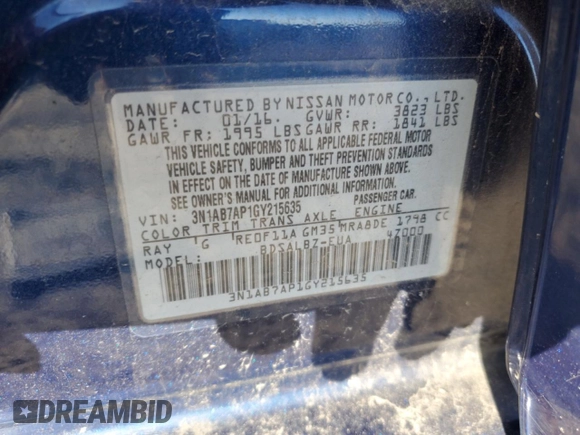 MANUFACTURED BY NISSAN MOTOR CO., LTD.
DATE: 01/16. GVWR: 3823 LBS
GAWR FR: 1995 LBS GAWR RR: 1841 LBS
THIS VEHICLE CONFORMS TO ALL APPLICABLE FEDERAL MOTOR
VEHICLE SAFETY, BUMPER AND THEFT PREVENTION STANDARDS
IN EFFECT ON THE DATE OF MANUFACTURE SHOWN ABOVE.
SEE OWNER'S MANUAL FOR ADDITIONAL INFORMATION.
VIN: 3N1AB7AP1GY215635 PASSENGER CAR.
COLOR TRIM TRANS AXLE ENGINE
RAY G RE0F11A GM35 MRA8DE 1798 CC
MODEL: BDSALBZ-EUA 4Z000
3N1AB7AP1GY215635
DREAMBID